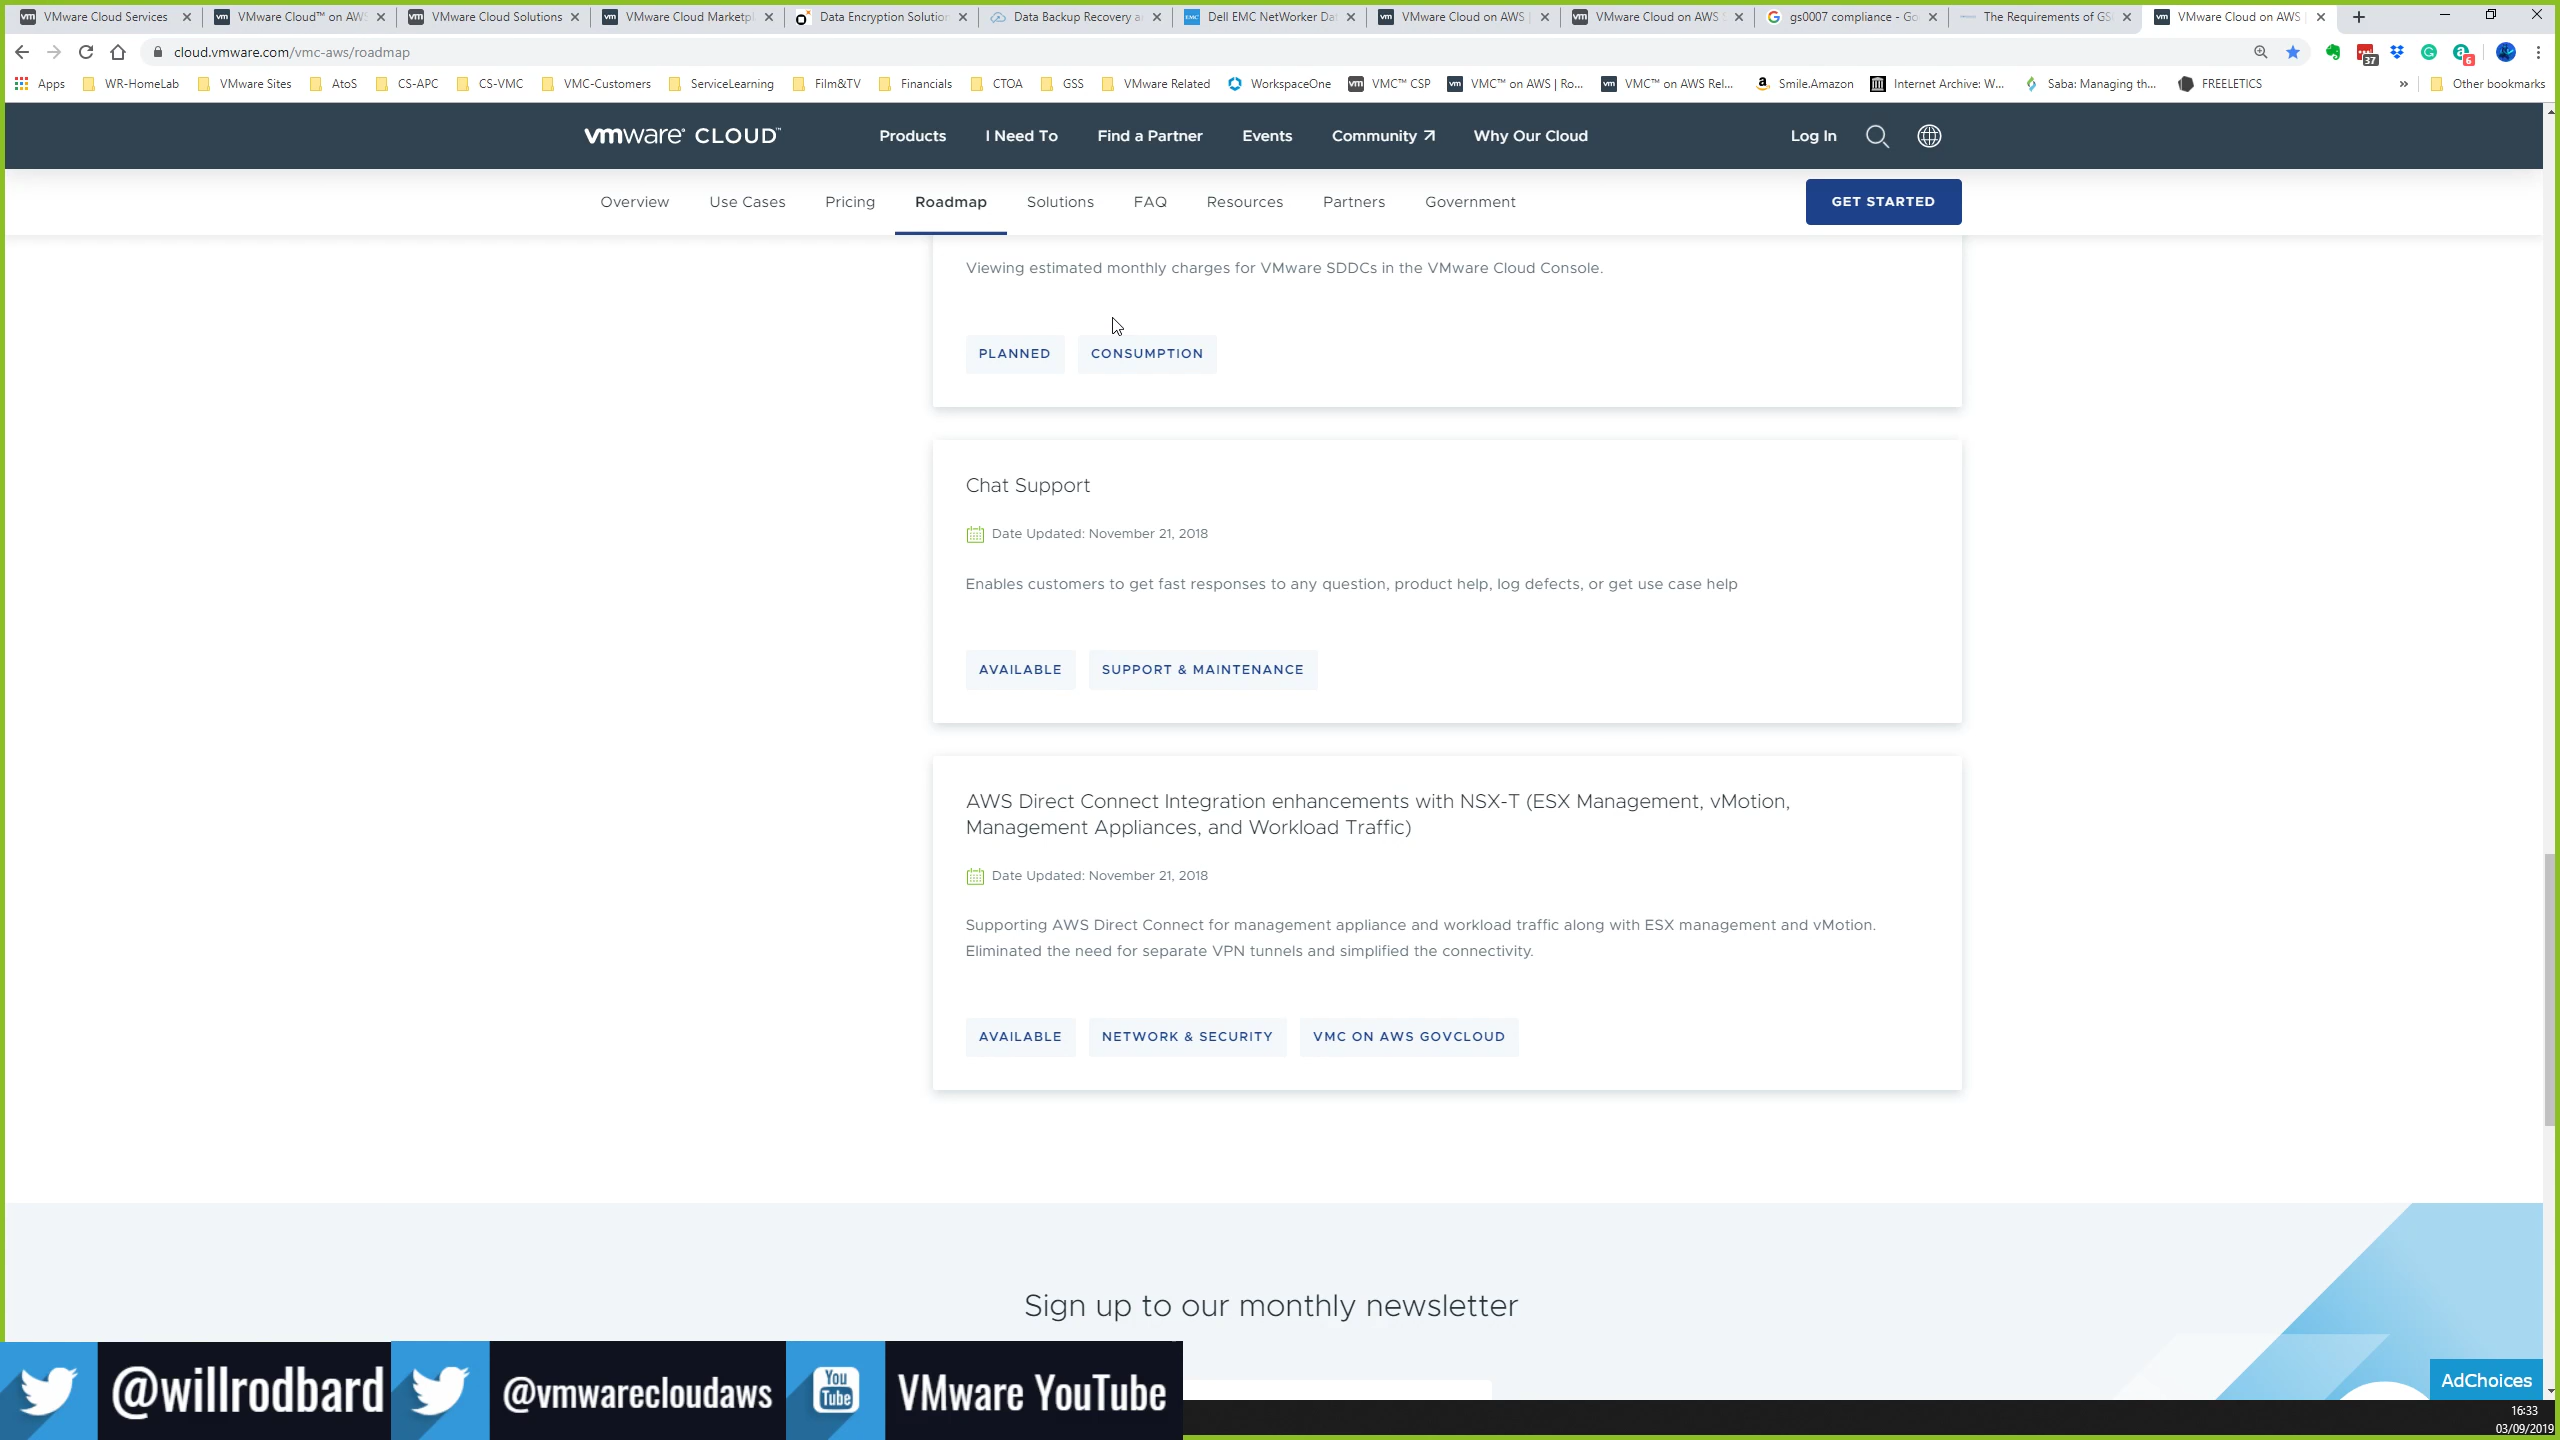 VMware Cloud Services
VMware Cloud™ on AWS
VMware Cloud Solutions
VMware Cloud Marketpl
Data Encryption Solution
Data Backup Recovery a
Dell EMC NetWorker Dat
VMware Cloud on AWS
VMware Cloud on AWS
gs0007 compliance - Go
The Requirements of GS
VMware Cloud on AWS
cloud.vmware.com/vmc-aws/roadmap
37
6
Apps
WR-HomeLab
VMware Sites
AtoS
CS-APC
CS-VMC
VMC-Customers
ServiceLearning
Film&TV
Financials
CTOA
GSS
VMware Related
WorkspaceOne
VMC™ CSP
VMC™ on AWS | Ro...
VMC™ on AWS Rel...
Smile.Amazon
Internet Archive: W...
Saba: Managing th...
FREELETICS
»
Other bookmarks
vmware CLOUD™
Products
I Need To
Find a Partner
Events
Community
Why Our Cloud
Log In
Overview
Use Cases
Pricing
Roadmap
Solutions
FAQ
Resources
Partners
Government
GET STARTED
Viewing estimated monthly charges for VMware SDDCs in the VMware Cloud Console.
PLANNED
CONSUMPTION
Chat Support
Date Updated: November 21, 2018
Enables customers to get fast responses to any question, product help, log defects, or get use case help
AVAILABLE
SUPPORT & MAINTENANCE
AWS Direct Connect Integration enhancements with NSX-T (ESX Management, vMotion,
Management Appliances, and Workload Traffic)
Date Updated: November 21, 2018
Supporting AWS Direct Connect for management appliance and workload traffic along with ESX management and vMotion.
Eliminated the need for separate VPN tunnels and simplified the connectivity.
AVAILABLE
NETWORK & SECURITY
VMC ON AWS GOVCLOUD
Sign up to our monthly newsletter
@willrodbard
@vmwarecloudaws
You
Tube
VMware YouTube
AdChoices
16:33
03/09/2019